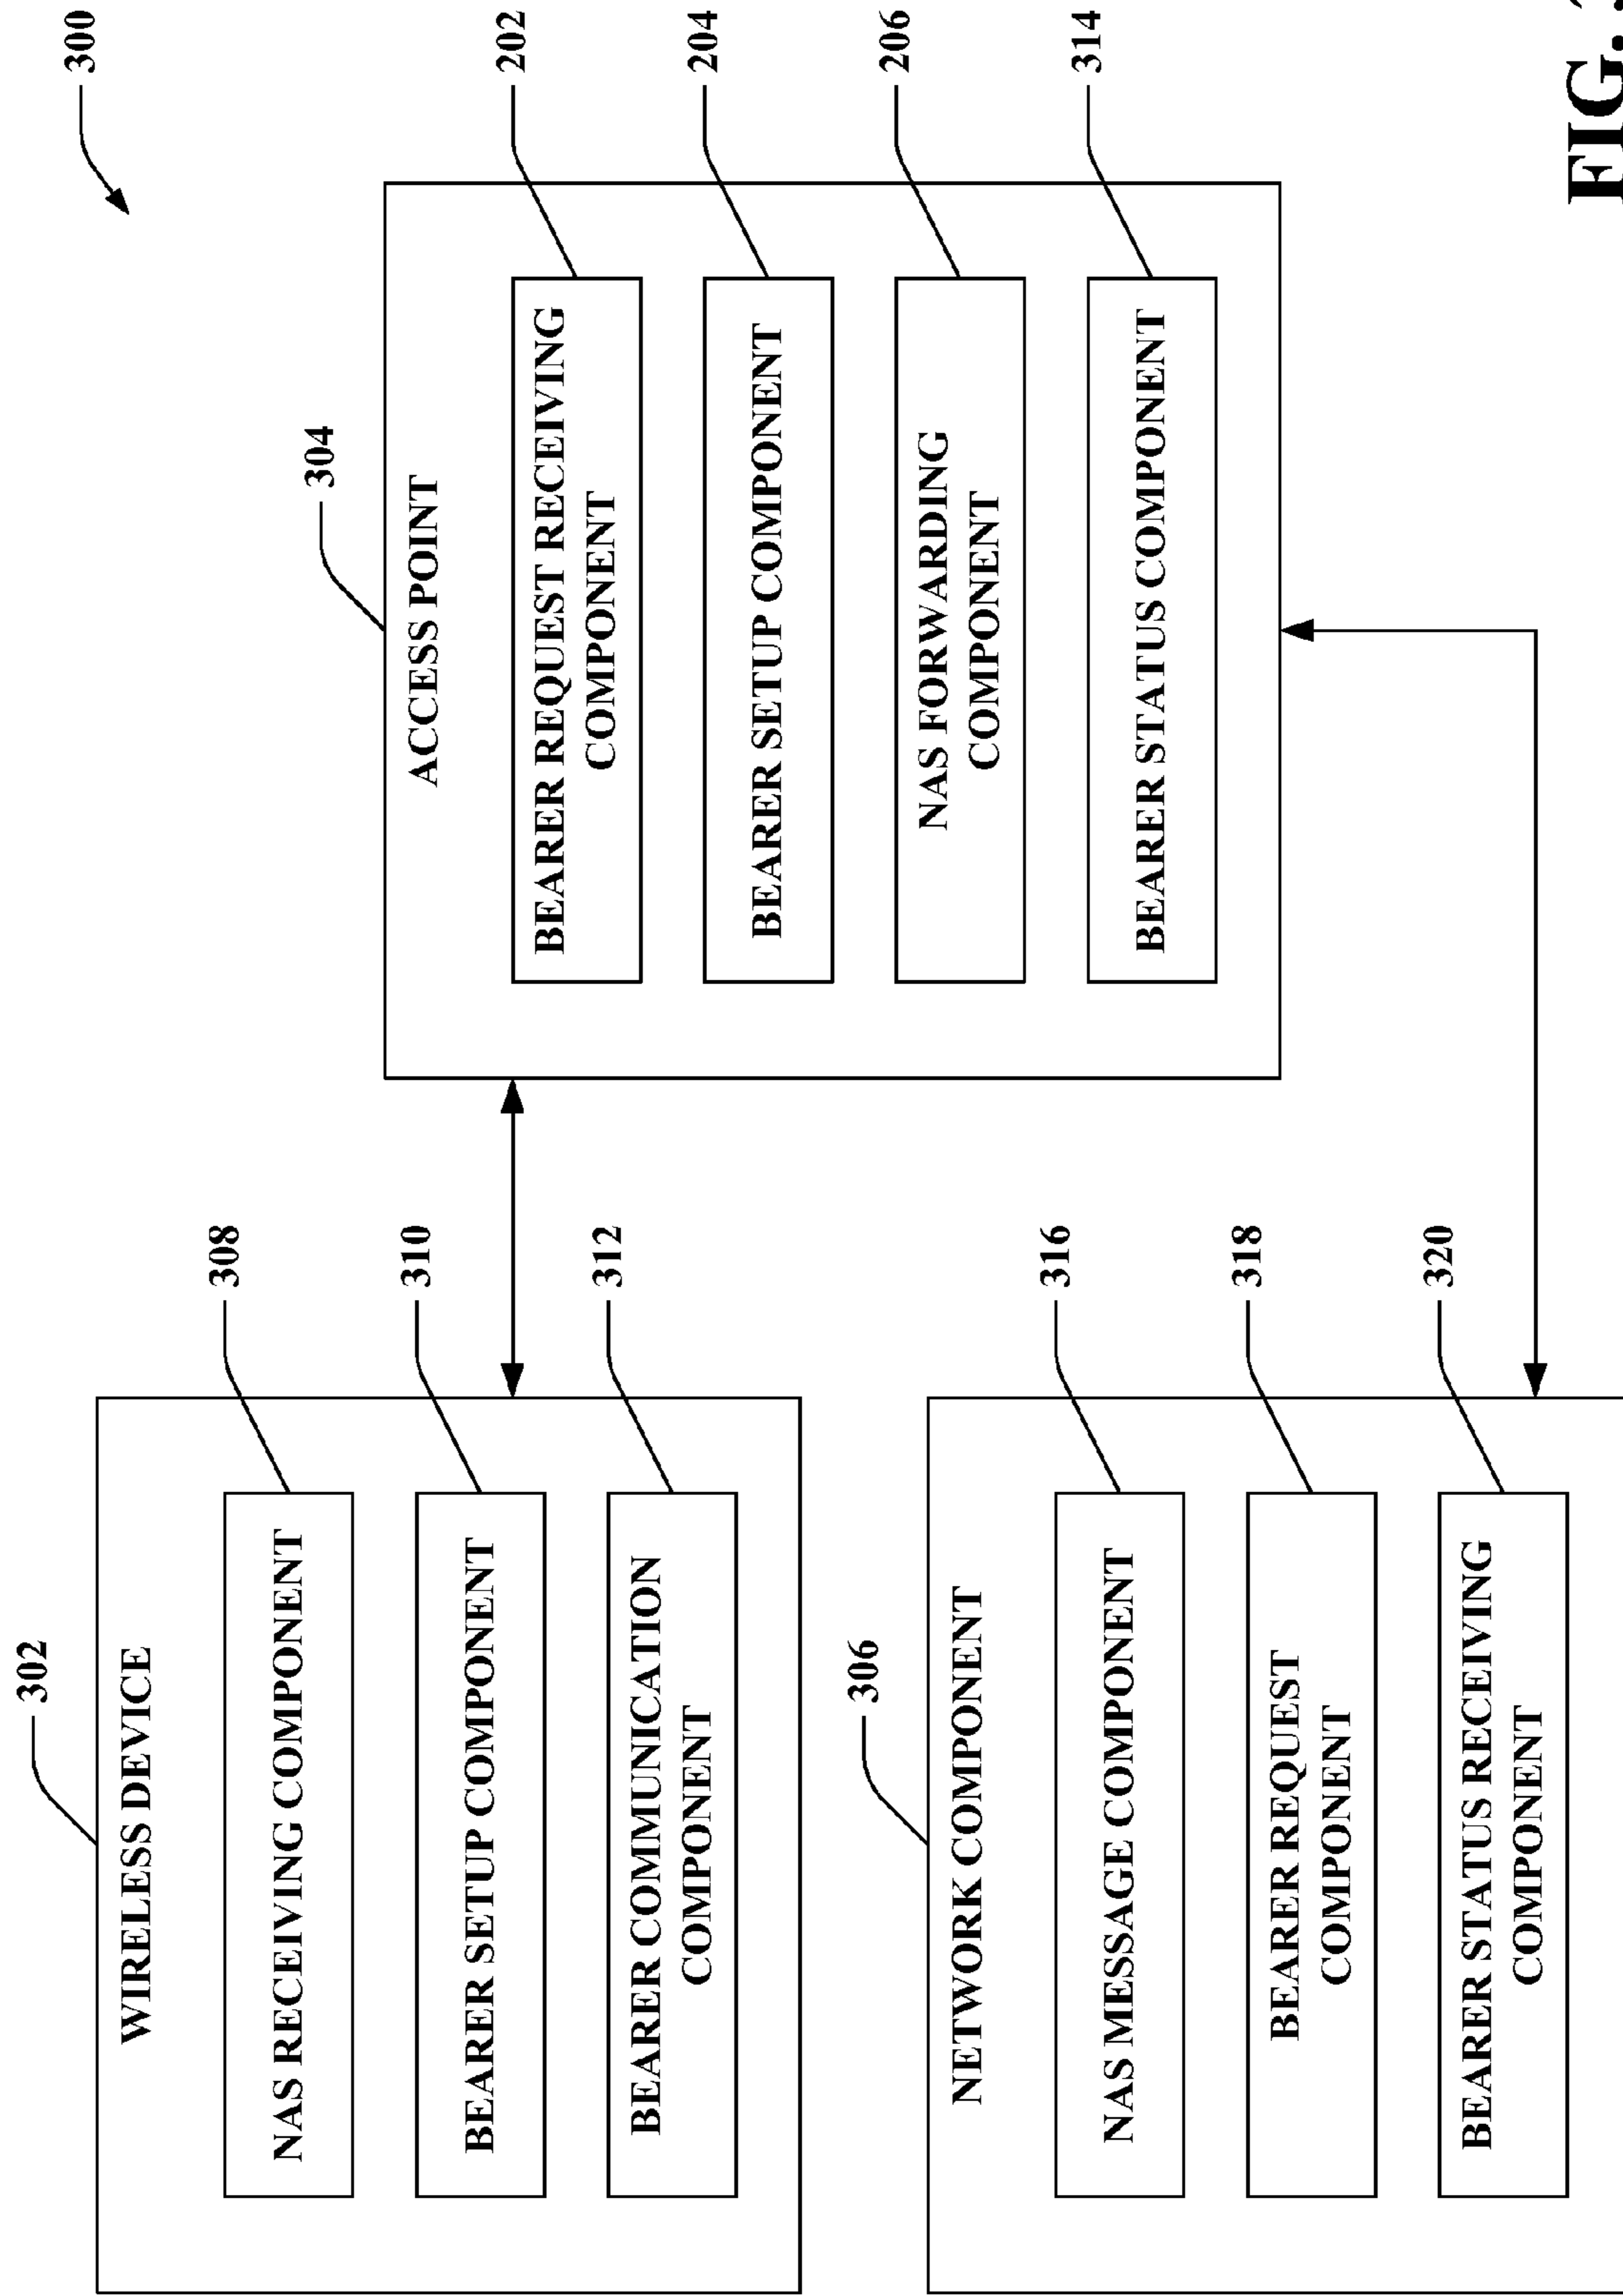 300
302
WIRELESS DEVICE
308
NAS RECEIVING COMPONENT
310
BEARER SETUP COMPONENT
312
BEARER COMMUNICATION
COMPONENT
304
ACCESS POINT
202
BEARER REQUEST RECEIVING
COMPONENT
204
BEARER SETUP COMPONENT
206
NAS FORWARDING
COMPONENT
314
BEARER STATUS COMPONENT
306
NETWORK COMPONENT
316
NAS MESSAGE COMPONENT
318
BEARER REQUEST
COMPONENT
320
BEARER STATUS RECEIVING
COMPONENT
FIG.